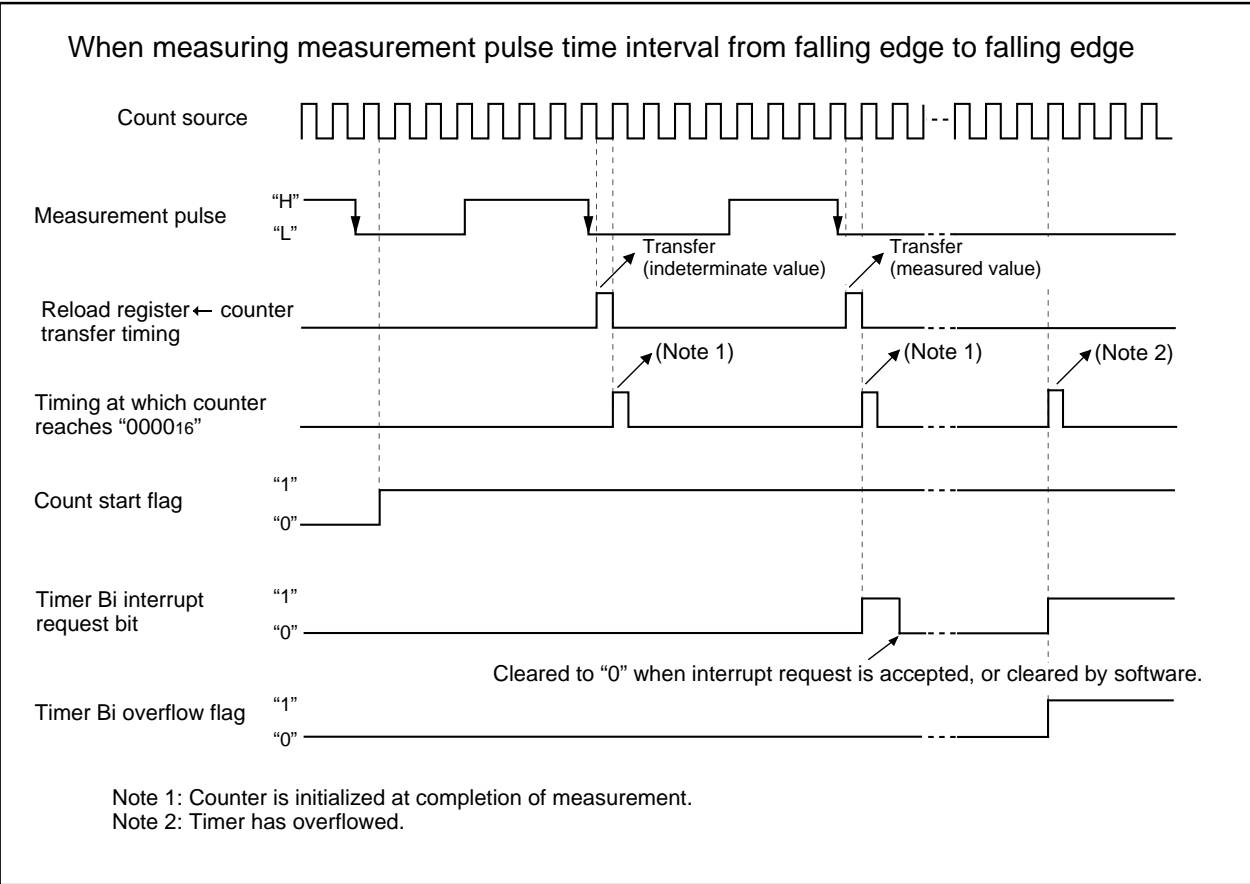 When measuring measurement pulse time interval from falling edge to falling edge
Count source
Measurement pulse
“H”
“L”
Transfer
(indeterminate value)
Transfer
(measured value)
Reload register ← counter
transfer timing
(Note 1)
(Note 1)
(Note 2)
Timing at which counter
reaches “000016”
Count start flag
“1”
“0”
Timer Bi interrupt
request bit
“1”
“0”
Cleared to “0” when interrupt request is accepted, or cleared by software.
Timer Bi overflow flag
“1”
“0”
Note 1: Counter is initialized at completion of measurement.
Note 2: Timer has overflowed.